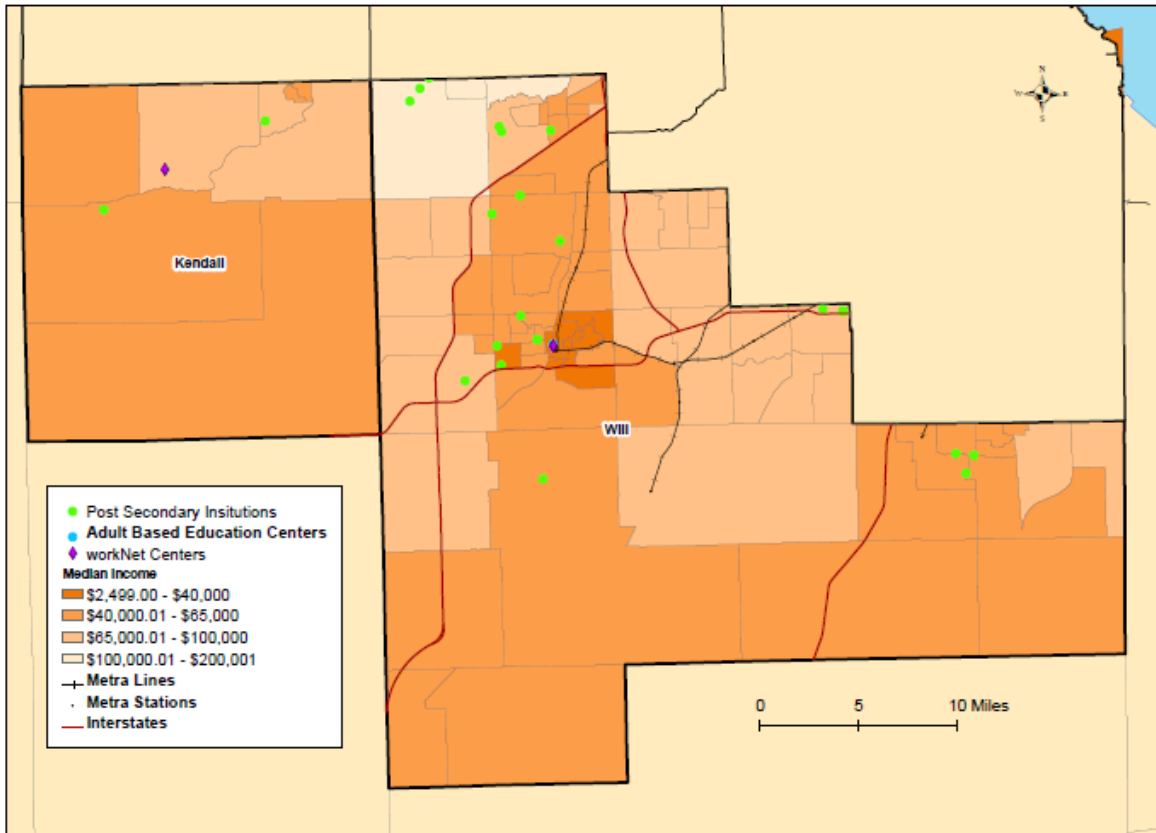 N
W E
S
Kendall
Will
Post Secondary Insitutions
Adult Based Education Centers
workNet Centers
Median Income
$2,499.00 - $40,000
$40,000.01 - $65,000
$65,000.01 - $100,000
$100,000.01 - $200,001
Metra Lines
Metra Stations
Interstates
0 5 10 Miles